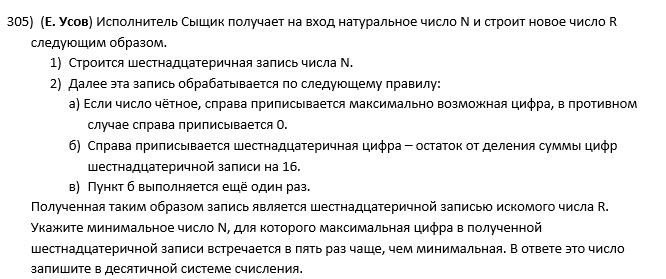 305) (Е. Усов) Исполнитель Сыщик получает на вход натуральное число N и строит новое число R
следующим образом.
1) Строится шестнадцатеричная запись числа N.
2) Далее эта запись обрабатывается по следующему правилу:
а) Если число чётное, справа приписывается максимально возможная цифра, в противном
случае справа приписывается 0.
б) Справа приписывается шестнадцатеричная цифра – остаток от деления суммы цифр
шестнадцатеричной записи на 16.
в) Пункт б выполняется ещё один раз.
Полученная таким образом запись является шестнадцатеричной записью искомого числа R.
Укажите минимальное число N, для которого максимальная цифра в полученной
шестнадцатеричной записи встречается в пять раз чаще, чем минимальная. В ответе это число
запишите в десятичной системе счисления.